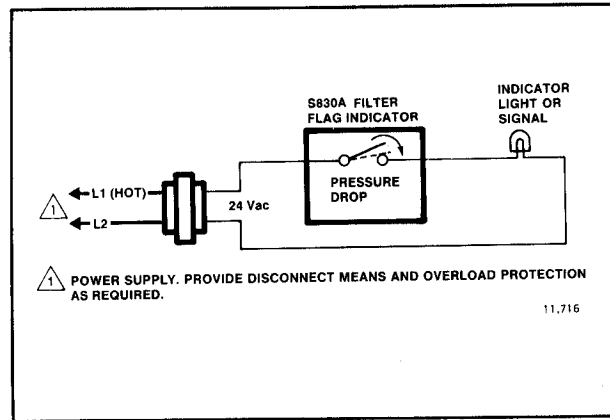 S830A FILTER
FLAG INDICATOR
INDICATOR
LIGHT OR
SIGNAL
PRESSURE
DROP
L1 (HOT)
1
L2
24 Vac
1 POWER SUPPLY. PROVIDE DISCONNECT MEANS AND OVERLOAD PROTECTION
AS REQUIRED.
11,716